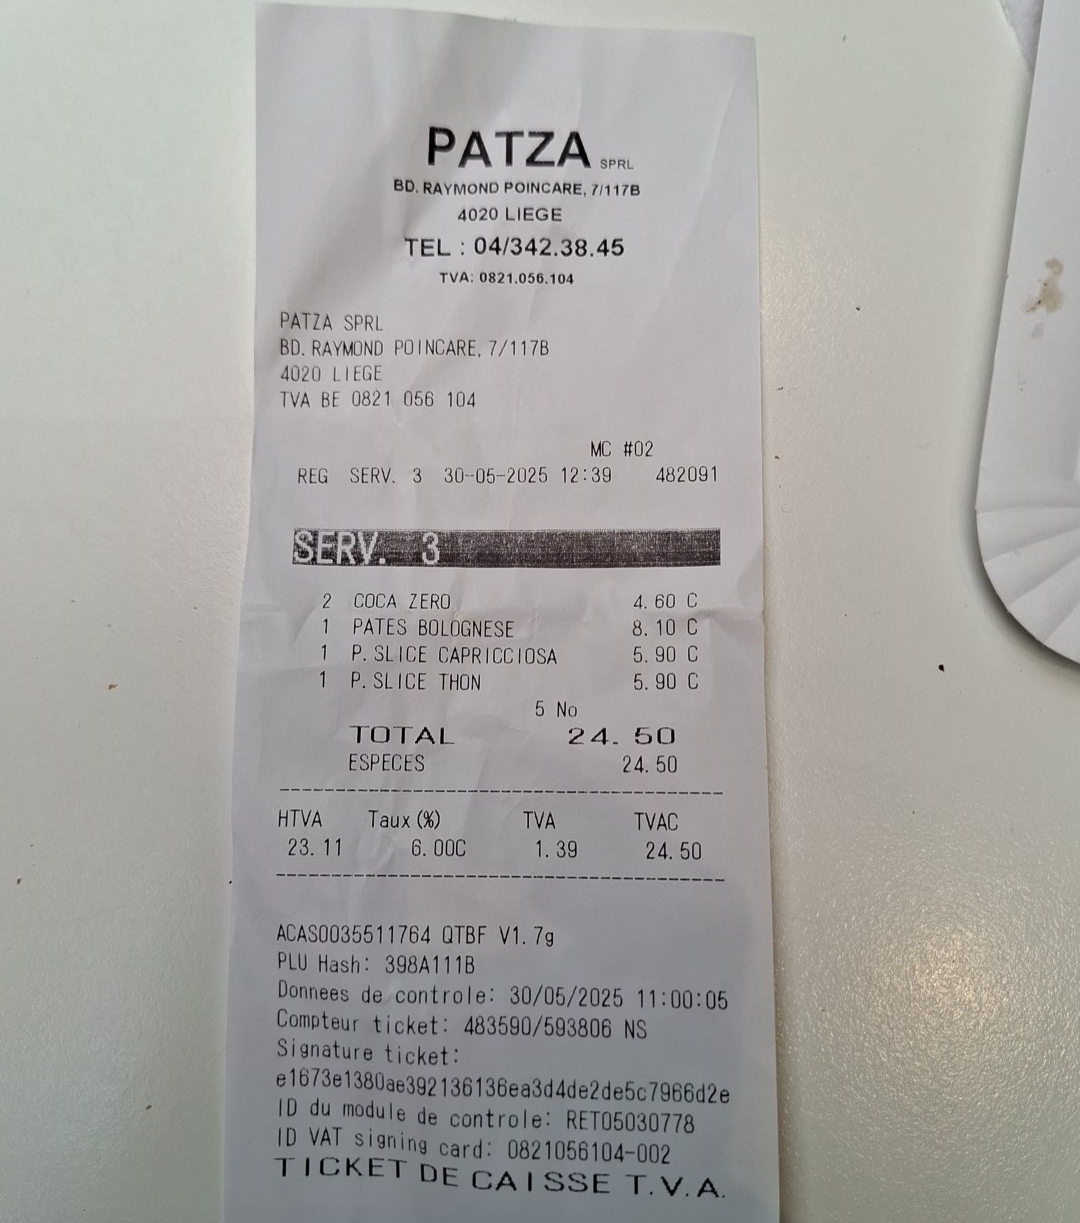 PATZA SPRL
BD. RAYMOND POINCARE, 7/117B
4020 LIEGE
TEL : 04/342.38.45
TVA: 0821.056.104
PATZA SPRL
BD. RAYMOND POINCARE, 7/117B
4020 LIEGE
TVA BE 0821 056 104
MC #02
REG SERV. 3 30-05-2025 12:39 482091
SERV. 3
2 COCA ZERO 4.60 C
1 PATES BOLOGNESE 8.10 C
1 P.SLICE CAPRICCIOSA 5.90 C
1 P.SLICE THON 5.90 C
5 No
TOTAL 24.50
ESPECES 24.50
HTVA Taux (%) TVA TVAC
23.11 6.00C 1.39 24.50
ACAS0035511764 QTBF V1.7g
PLU Hash: 398A111B
Donnees de controle: 30/05/2025 11:00:05
Compteur ticket: 483590/593806 NS
Signature ticket:
e1673e1380ae392136136ea3d4de2de5c7966d2e
ID du module de controle: RET05030778
ID VAT signing card: 0821056104-002
TICKET DE CAISSE T.V.A.